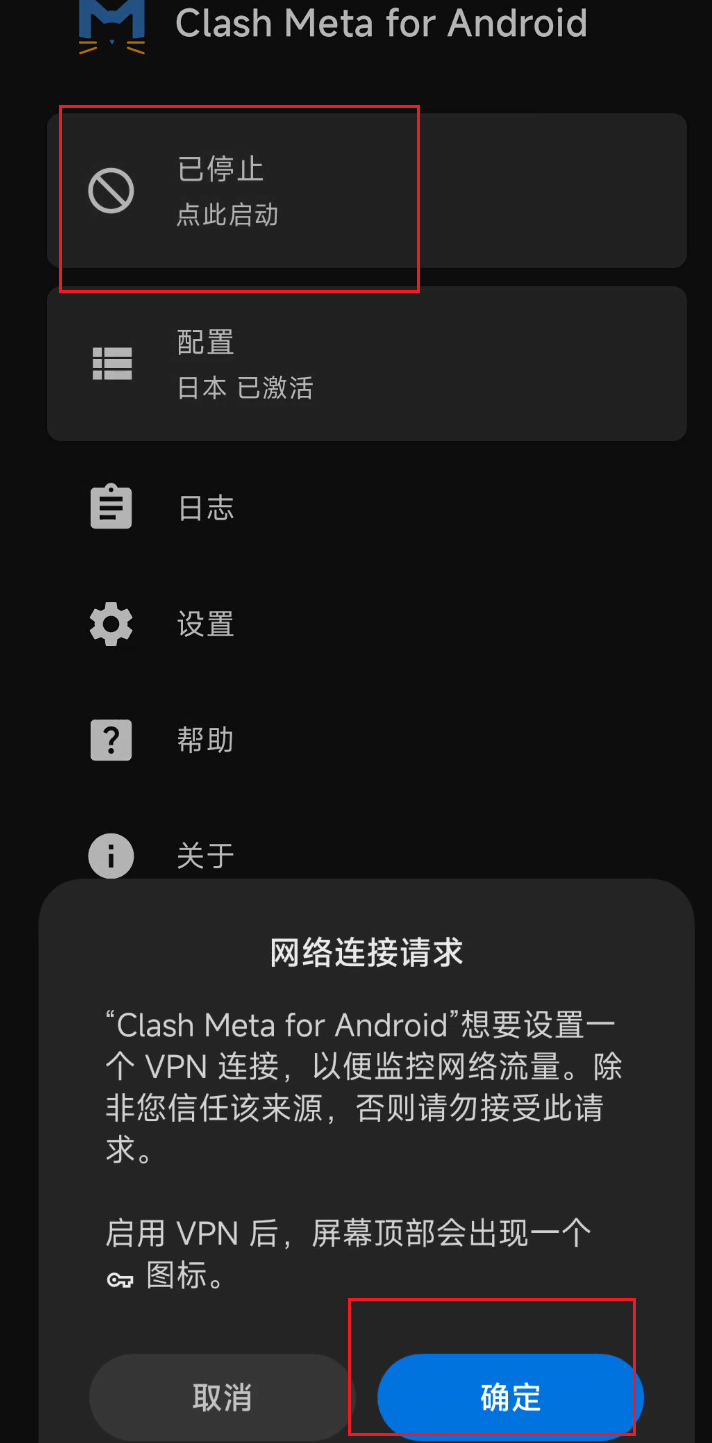 Clash Meta for Android
已停止
点此启动
配置
日本 已激活
日志
设置
帮助
关于
网络连接请求
“Clash Meta for Android”想要设置一
个 VPN 连接，以便监控网络流量。除
非您信任该来源，否则请勿接受此请
求。
启用 VPN 后，屏幕顶部会出现一个
图标。
取消
确定